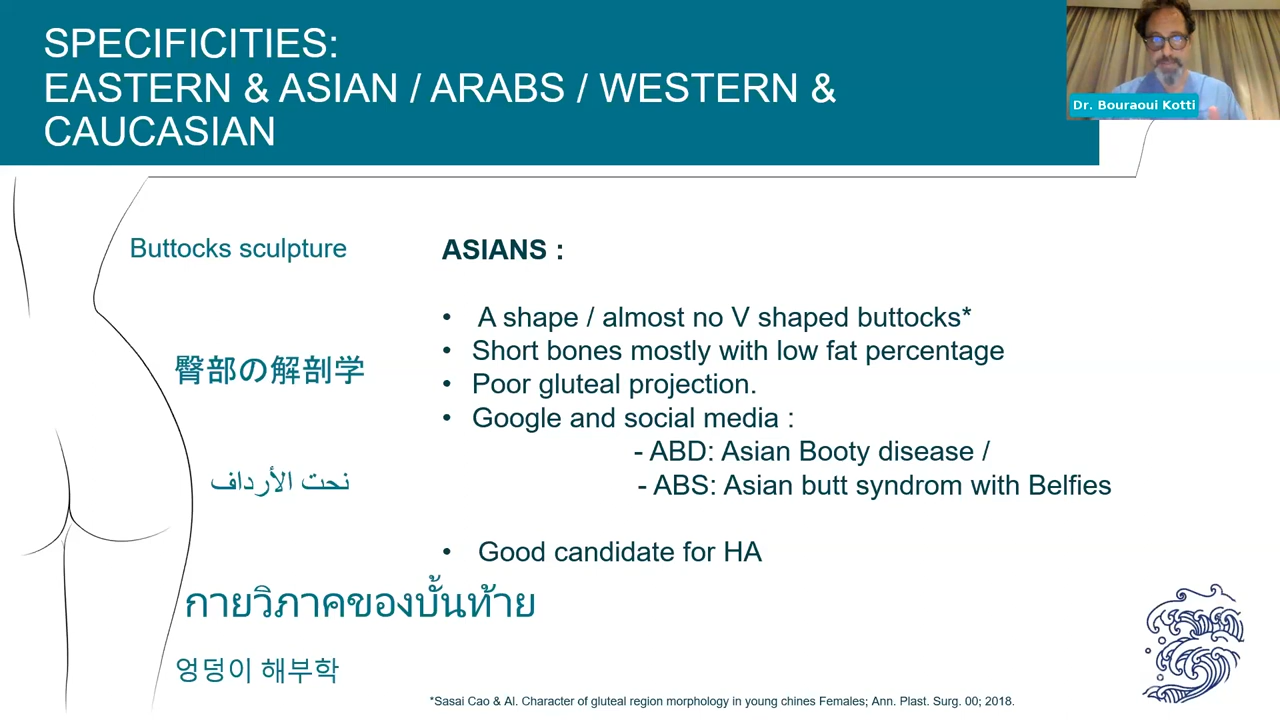 SPECIFICITIES:
EASTERN & ASIAN / ARABS / WESTERN &
CAUCASIAN
Dr. Bouraoui Kotti
Buttocks sculpture
臀部の解剖学
نحت الأرداف
กายวิภาคของบั้นท้าย
엉덩이 해부학
ASIANS :
• A shape / almost no V shaped buttocks*
• Short bones mostly with low fat percentage
• Poor gluteal projection.
• Google and social media :
- ABD: Asian Booty disease /
- ABS: Asian butt syndrom with Belfies
• Good candidate for HA
*Sasai Cao & Al. Character of gluteal region morphology in young chines Females; Ann. Plast. Surg. 00; 2018.